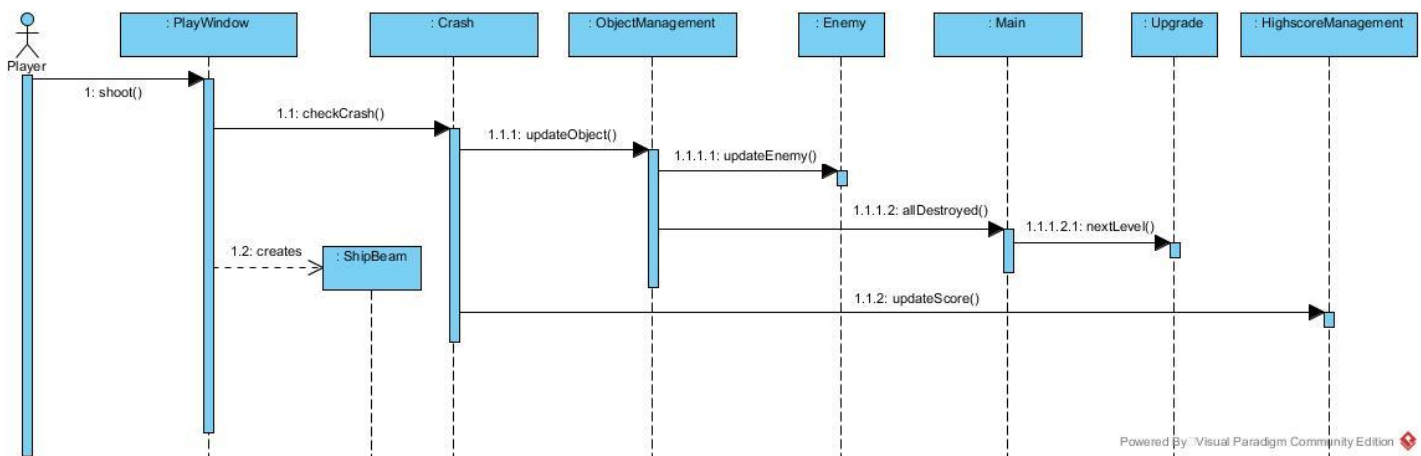 : PlayWindow
: Crash
: ObjectManagement
: Enemy
: Main
: Upgrade
: HighscoreManagement
Player
1: shoot()
1.1: checkCrash()
1.1.1: updateObject()
1.1.1.1: updateEnemy()
1.1.1.2: allDestroyed()
1.1.1.2.1: nextLevel()
1.2: creates
: ShipBeam
1.1.2: updateScore()
Powered By Visual Paradigm Community Edition